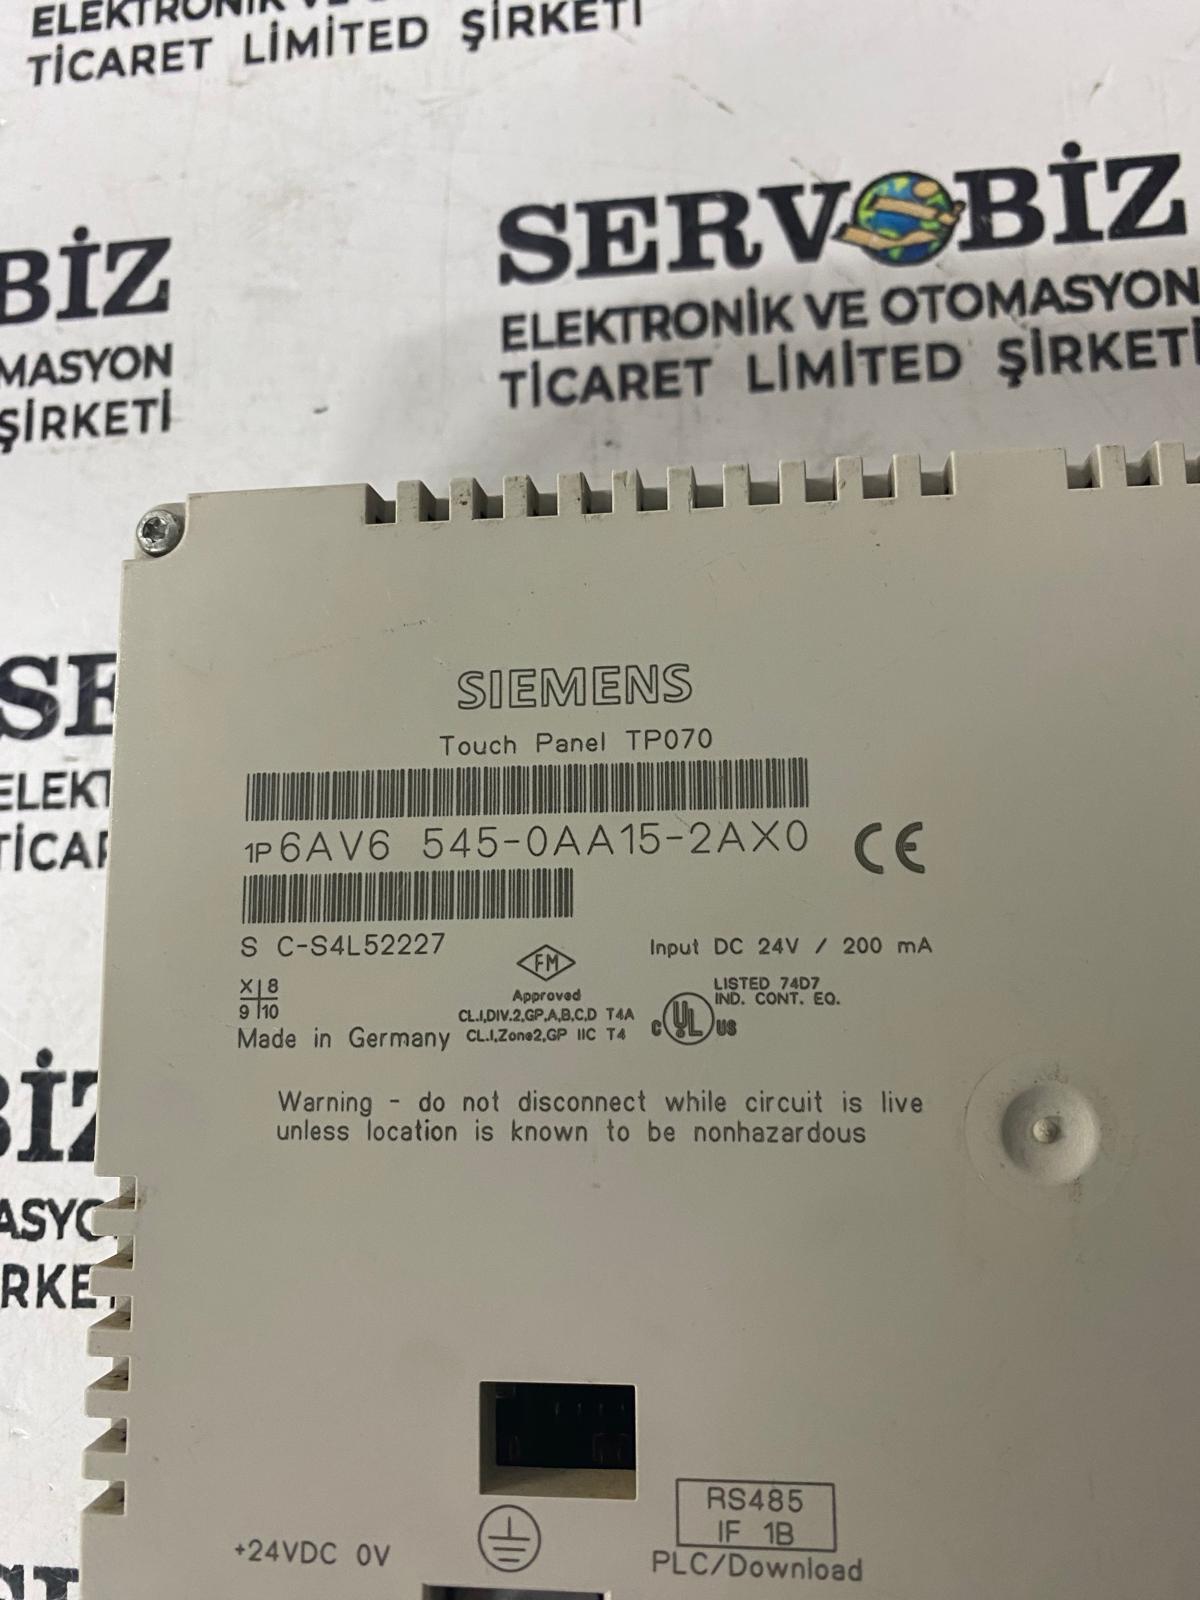 ELEKTRONİK VE
TİCARET LİMİTED ŞİRKETİ
SERVOBİZ
ELEKTRONİK VE OTOMASYON
TİCARET LİMİTED ŞİRKETİ
BİZ
MASYON
ŞİRKETİ
SIEMENS
Touch Panel TP070
1P 6AV6 545-0AA15-2AX0
CE
S C-S4L52227
Input DC 24V / 200 mA
FM
Approved
CL.I,DIV.2,GP.A,B,C,D T4A
CL.I,Zone2,GP IIC T4
c UL us
LISTED 74D7
IND. CONT. EQ.
X 8
9 10
Made in Germany
Warning - do not disconnect while circuit is live
unless location is known to be nonhazardous
+24VDC 0V
RS485
IF 1B
PLC/Download